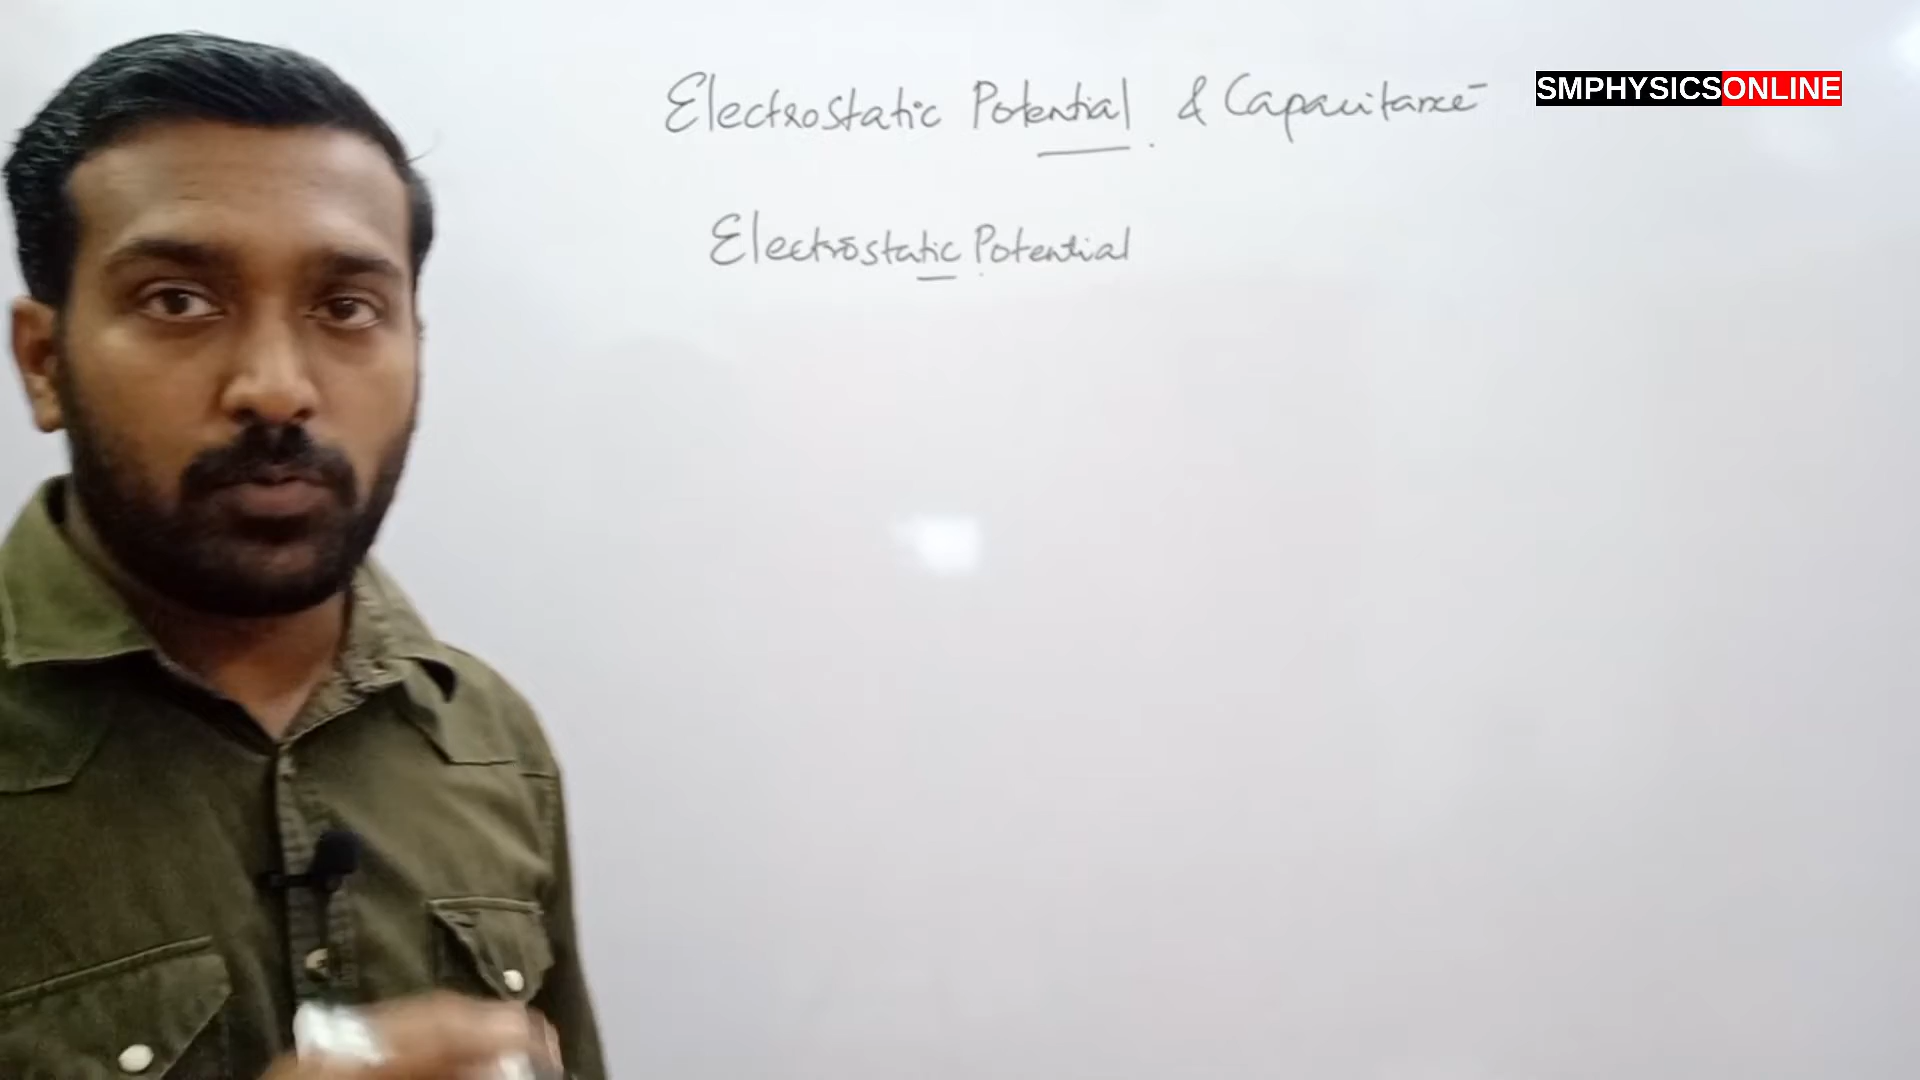 Electrostatic Potential & Capacitance
SMPHYSICSONLINE
Electrostatic Potential